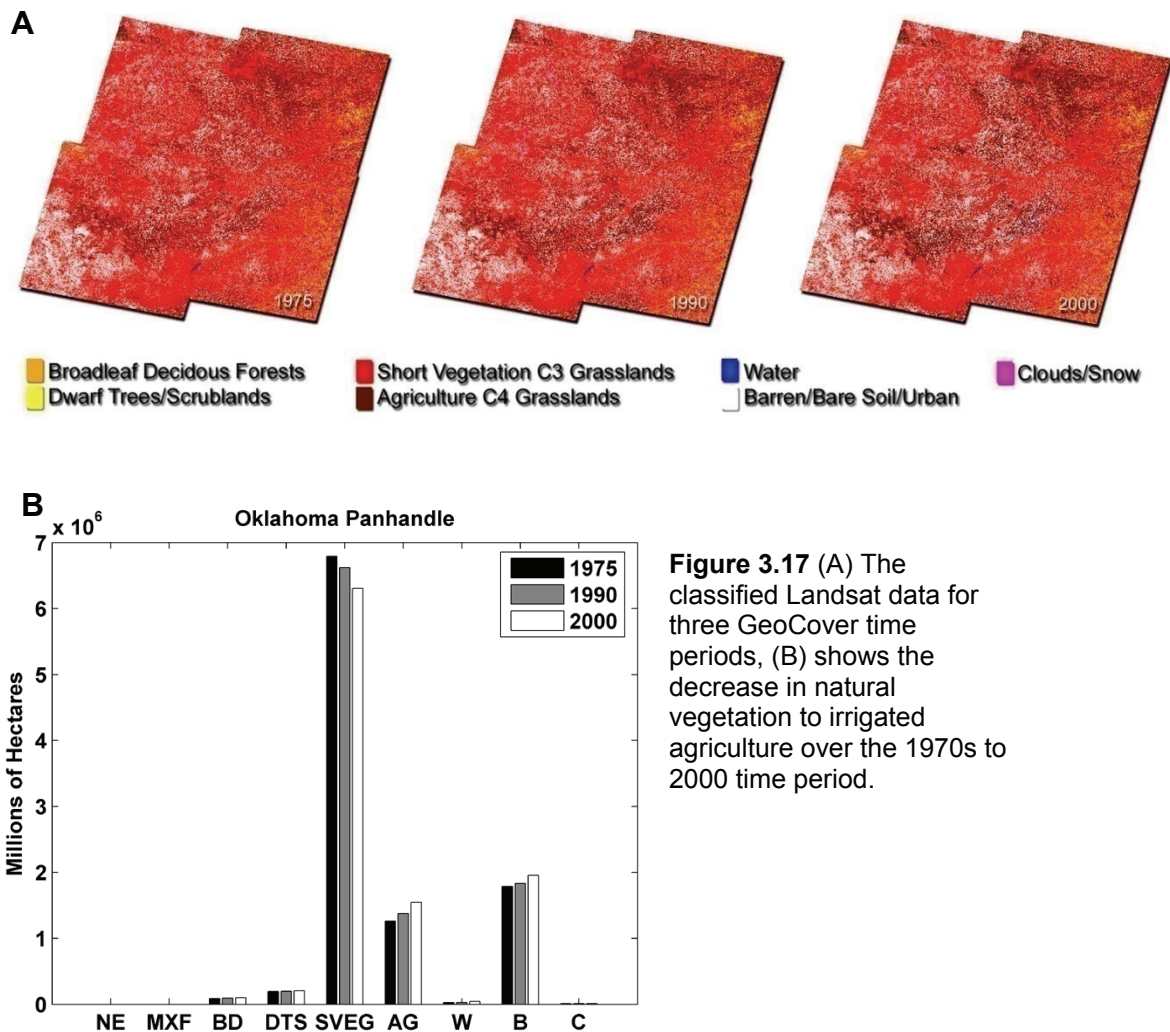 A
1975
1990
2000
Broadleaf Decidous Forests
Short Vegetation C3 Grasslands
Water
Clouds/Snow
Dwarf Trees/Scrublands
Agriculture C4 Grasslands
Barren/Bare Soil/Urban
B
x 10⁶
Oklahoma Panhandle
7
6
5
4
3
2
1
0
Millions of Hectares
1975
1990
2000
NE MXF BD DTS SVEG AG W B C
Figure 3.17 (A) The
classified Landsat data for
three GeoCover time
periods, (B) shows the
decrease in natural
vegetation to irrigated
agriculture over the 1970s to
2000 time period.